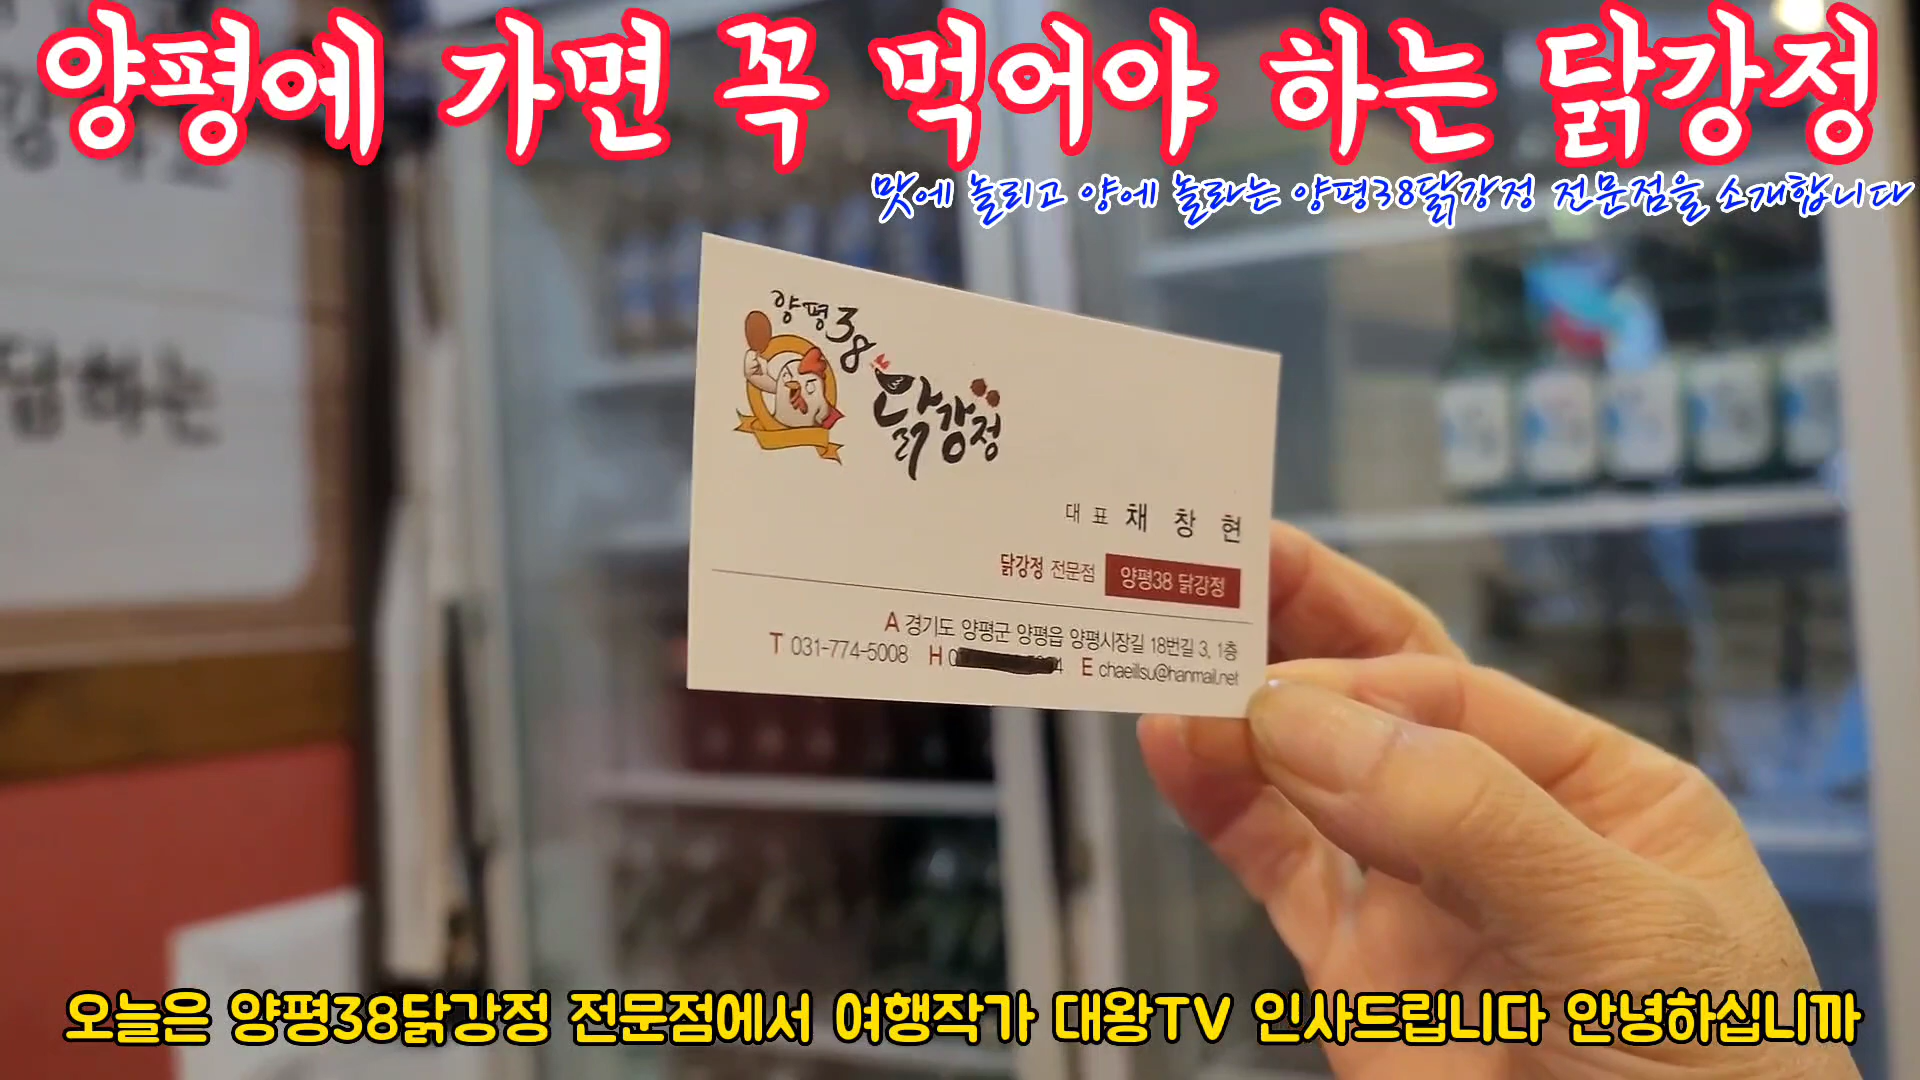 양평에 가면 꼭 먹어야 하는 닭강정
맛에 놀리고 양에 놀라는 양평38닭강정 전문점을 소개합니다
양평38
닭강정
대표 채창현
닭강정 전문점 양평38 닭강정
A 경기도 양평군 양평읍 양평시장길 18번길 3, 1층
T 031-774-5008 H E chaeillsu@hanmail.net
담하는
오늘은 양평38닭강정 전문점에서 여행작가 대왕TV 인사드립니다 안녕하십니까